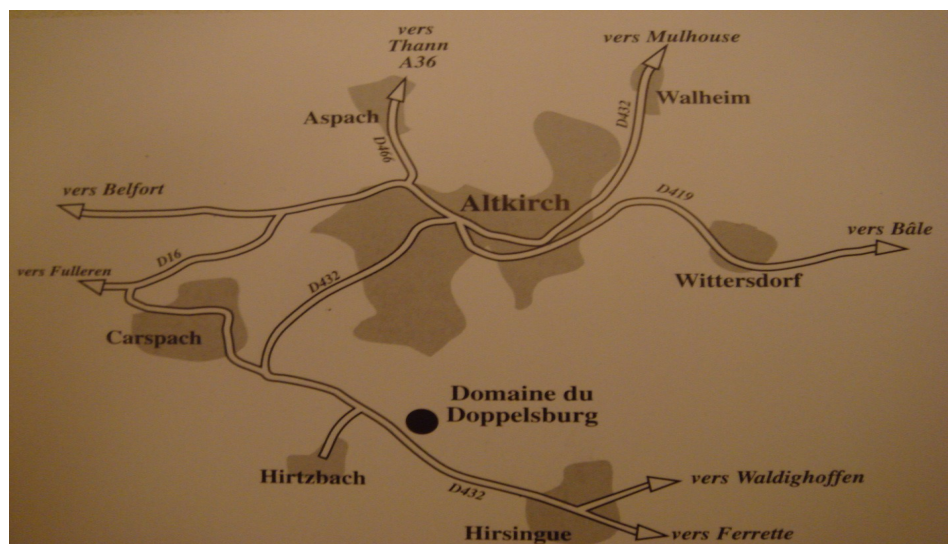 vers
Thann
A36
vers Mulhouse
Walheim
Aspach
D432
D466
vers Belfort
Altkirch
D419
vers Bâle
D16
vers Fulleren
D432
Wittersdorf
Carspach
Domaine du
Doppelsburg
Hirtzbach
D432
vers Waldighoffen
Hirsingue
vers Ferrette